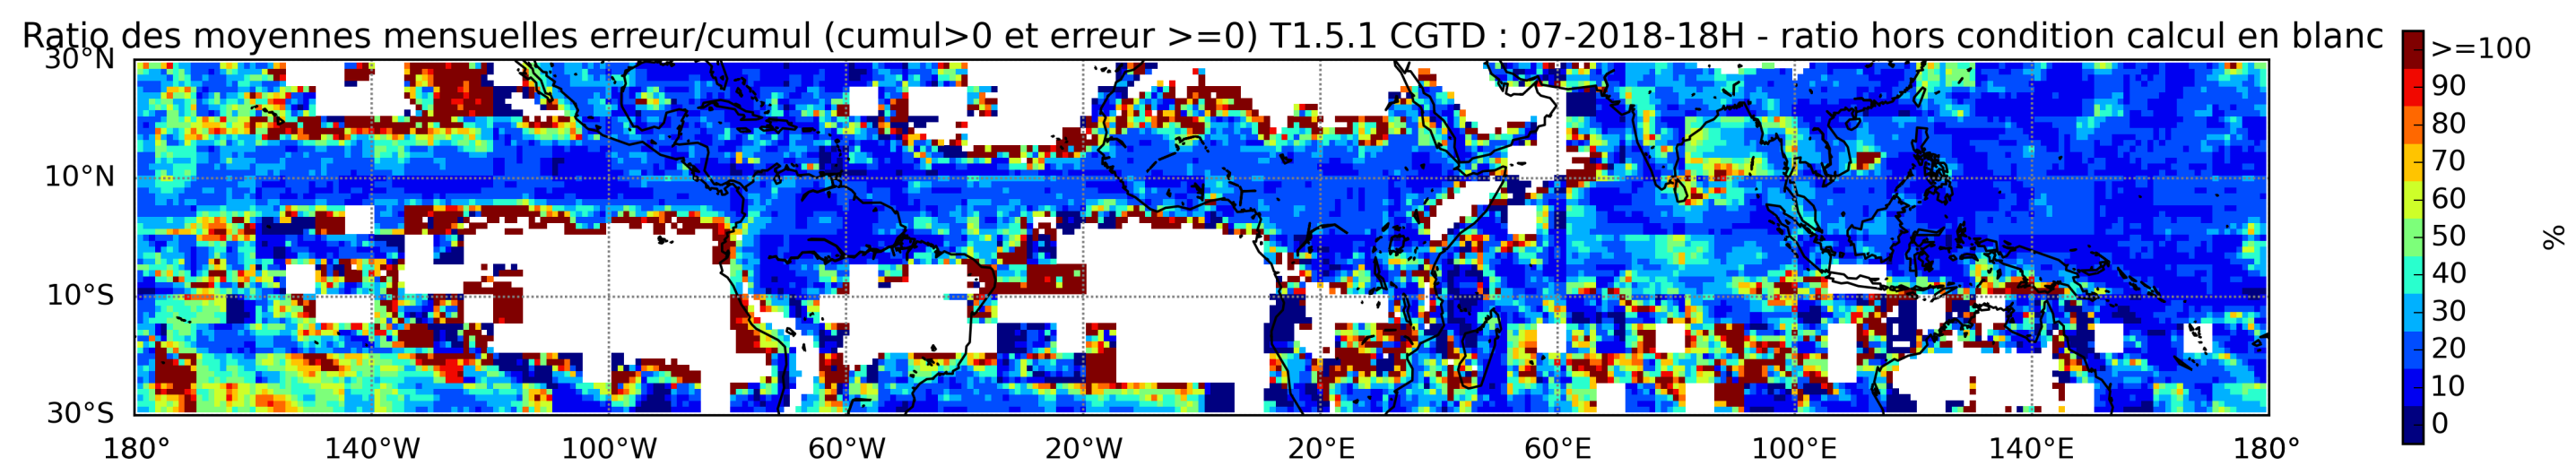 Ratio des moyennes mensuelles erreur/cumul (cumul>0 et erreur >=0) T1.5.1 CGTD : 07-2018-18H - ratio hors condition calcul en blanc
30°N
10°N
10°S
30°S
180°
140°W
100°W
60°W
20°W
20°E
60°E
100°E
140°E
180°
>=100
90
80
70
60
50
40
30
20
10
0
%